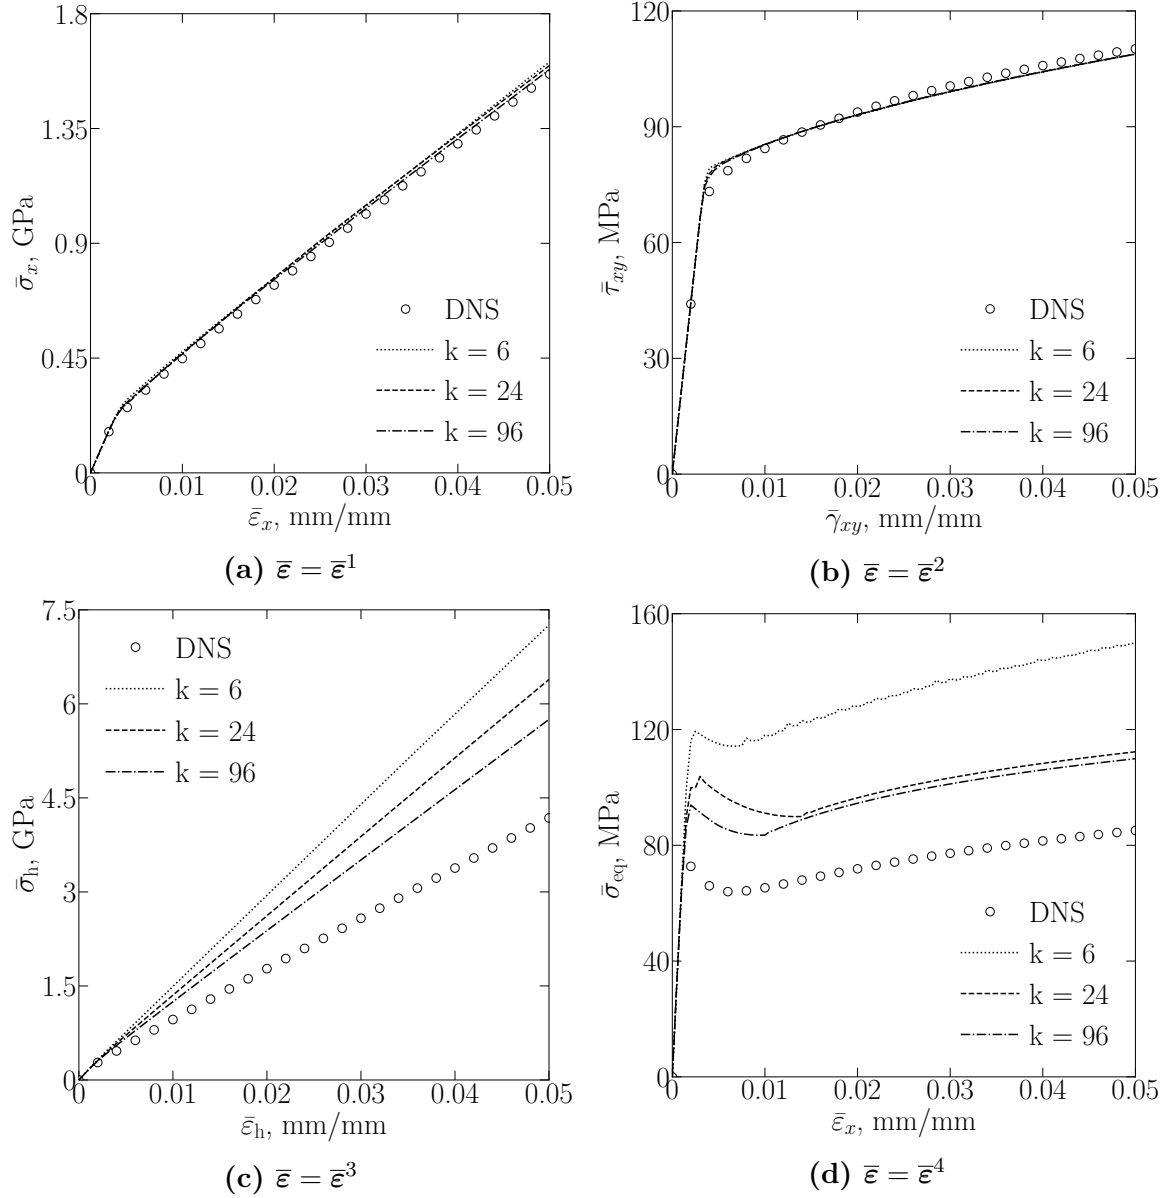 1.8
1.35
0.9
0.45
0
σ̄ₓ, GPa
DNS
k = 6
k = 24
k = 96
0 0.01 0.02 0.03 0.04 0.05
ε̄ₓ, mm/mm
(a) ε̄ = ε̄¹
120
90
60
30
0
τ̄ₓᵧ, MPa
DNS
k = 6
k = 24
k = 96
0 0.01 0.02 0.03 0.04 0.05
γ̄ₓᵧ, mm/mm
(b) ε̄ = ε̄²
7.5
6
4.5
3
1.5
0
σ̄ₕ, GPa
DNS
k = 6
k = 24
k = 96
0 0.01 0.02 0.03 0.04 0.05
ε̄ₕ, mm/mm
(c) ε̄ = ε̄³
160
120
80
40
0
σ̄_eq, MPa
DNS
k = 6
k = 24
k = 96
0 0.01 0.02 0.03 0.04 0.05
ε̄ₓ, mm/mm
(d) ε̄ = ε̄⁴